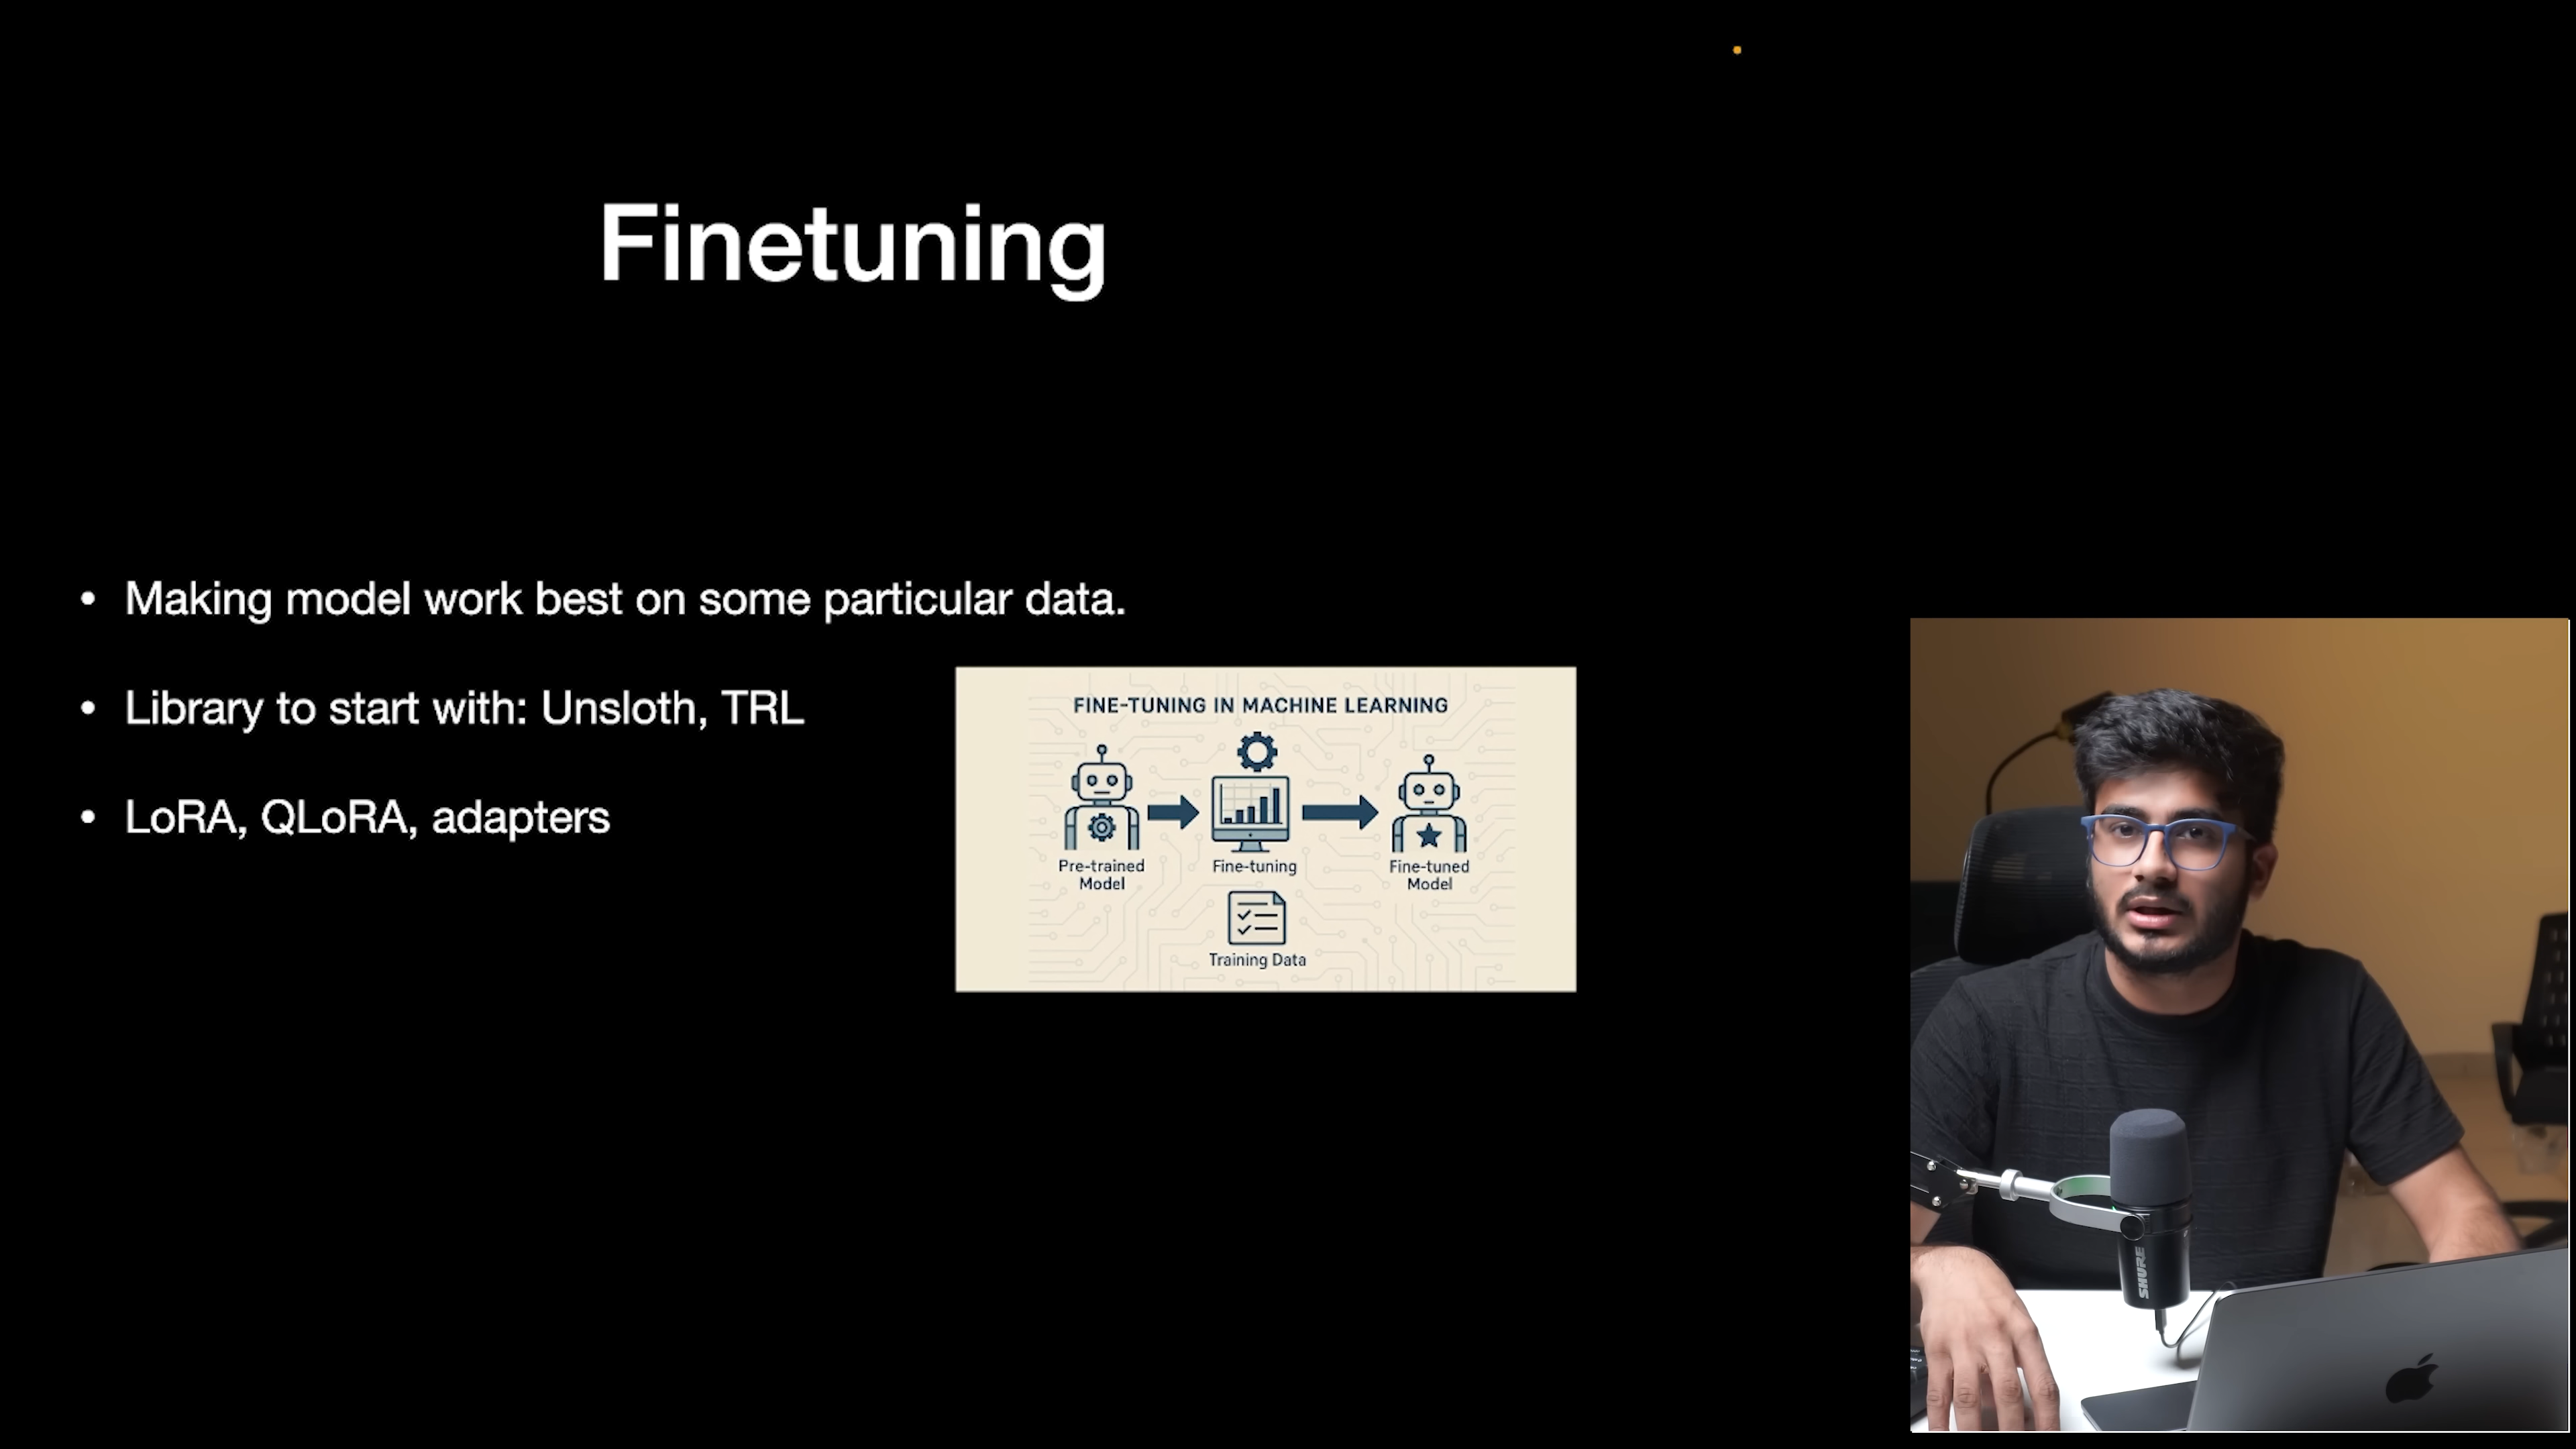 Finetuning
• Making model work best on some particular data.
• Library to start with: Unsloth, TRL
• LoRA, QLoRA, adapters
FINE-TUNING IN MACHINE LEARNING
Pre-trained
Model
Fine-tuning
Fine-tuned
Model
Training Data
SHURE